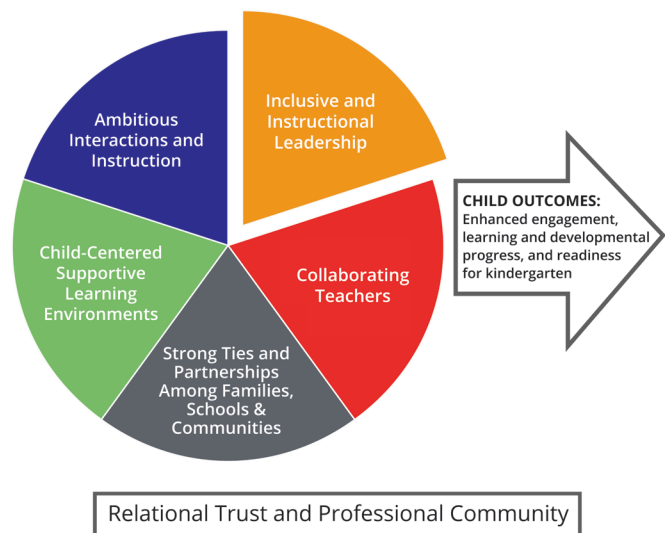 Ambitious
Interactions and
Instruction
Inclusive and
Instructional
Leadership
Child-Centered
Supportive
Learning
Environments
Collaborating
Teachers
Strong Ties and
Partnerships
Among Families,
Schools &
Communities
CHILD OUTCOMES:
Enhanced engagement,
learning and developmental
progress, and readiness
for kindergarten
Relational Trust and Professional Community